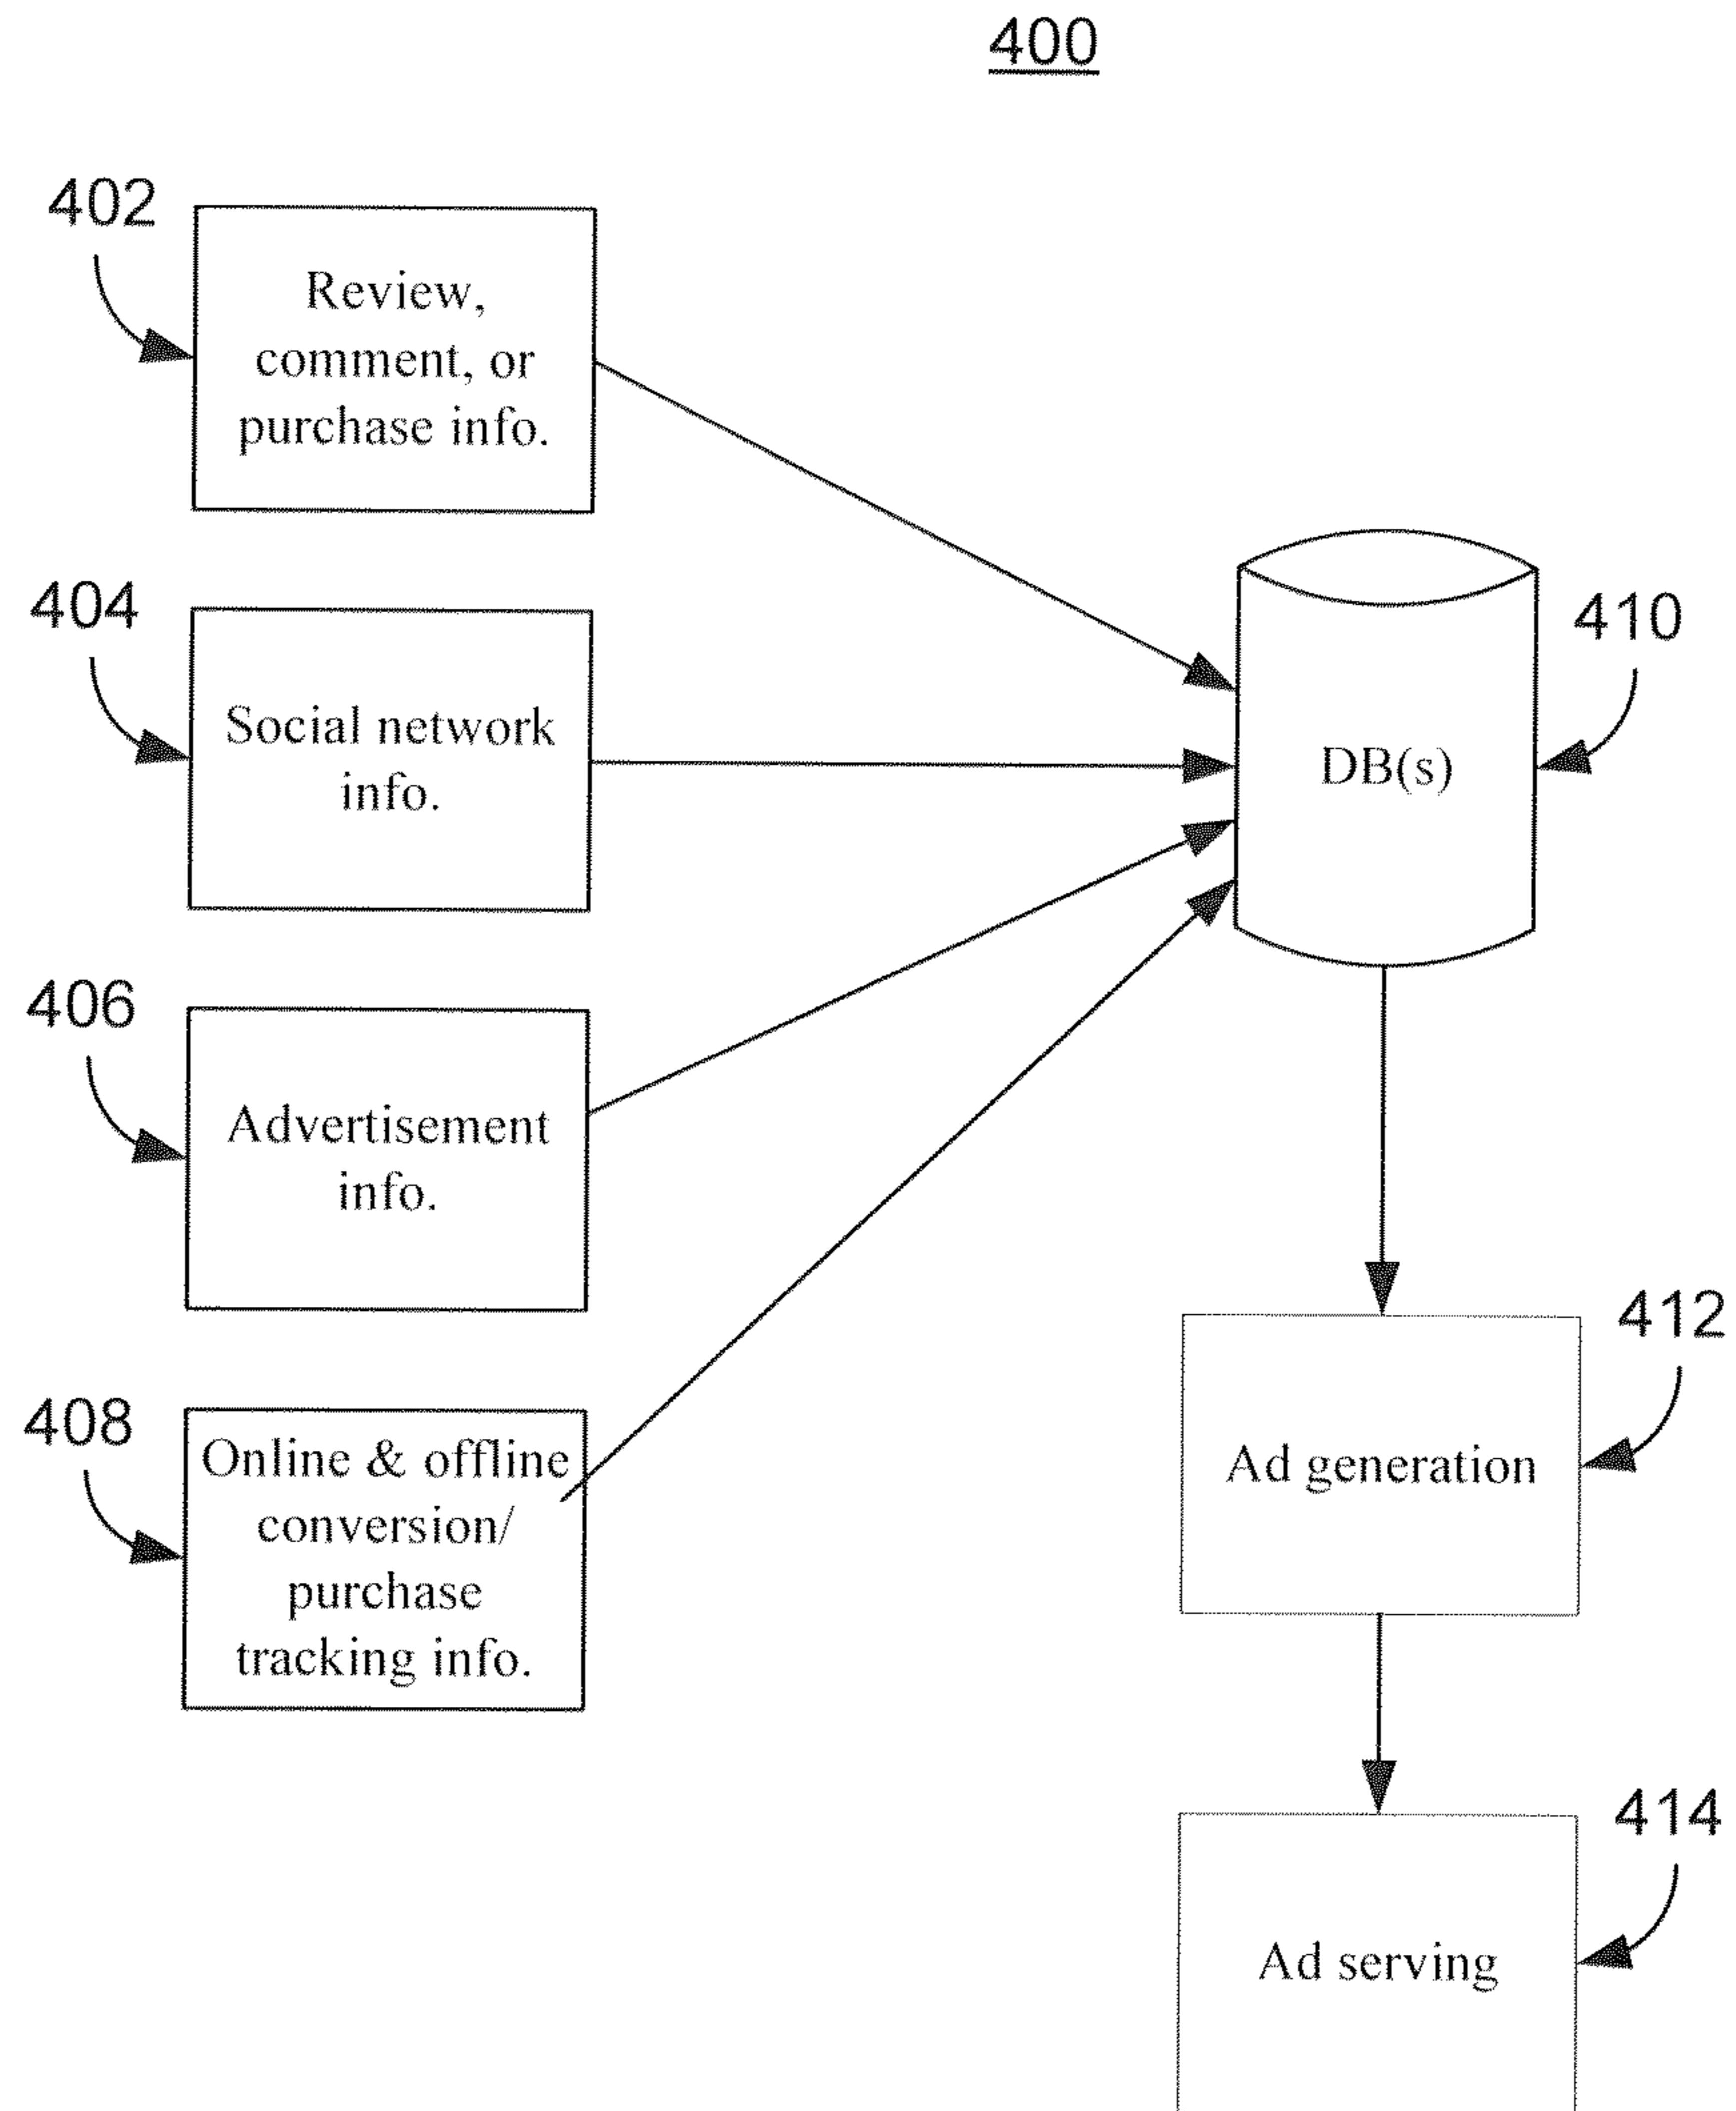 400
402
Review,
comment, or
purchase info.
404
Social network
info.
410
DB(s)
406
Advertisement
info.
412
Ad generation
408
Online & offline
conversion/
purchase
tracking info.
414
Ad serving